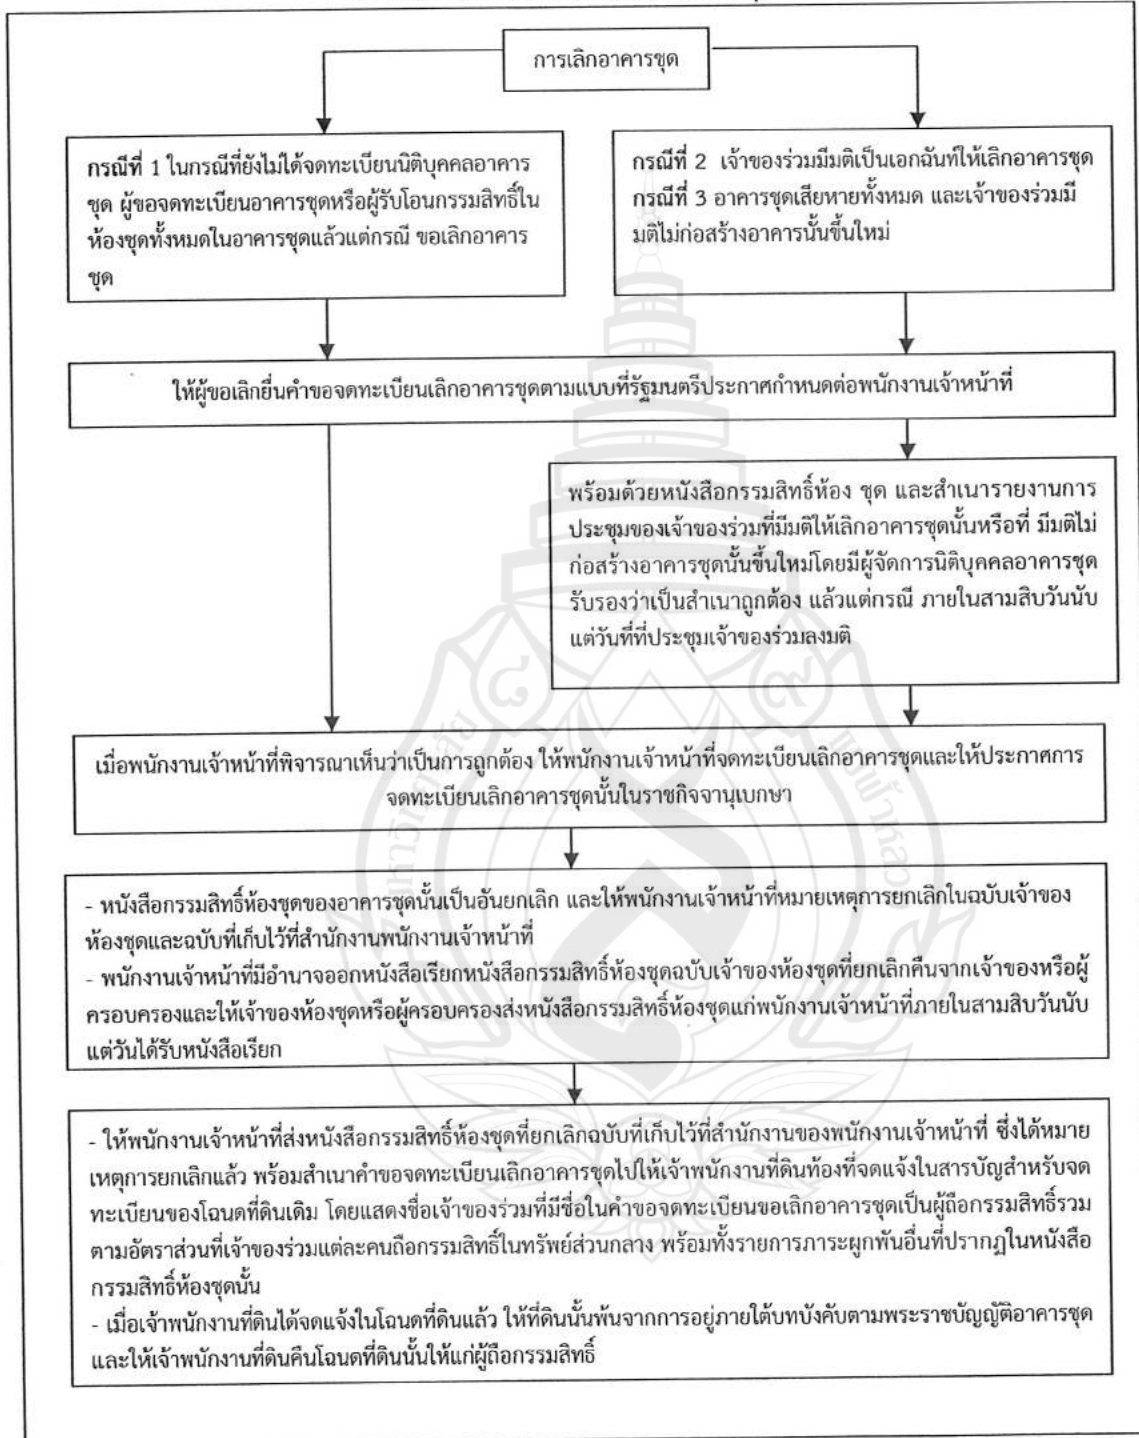 การเลิกอาคารชุด
กรณีที่ 1 ในกรณีที่ยังไม่ได้จดทะเบียนนิติบุคคลอาคาร
ชุด ผู้ขอจดทะเบียนอาคารชุดหรือผู้รับโอนกรรมสิทธิ์ใน
ห้องชุดทั้งหมดในอาคารชุดแล้วแต่กรณี ขอเลิกอาคาร
ชุด
กรณีที่ 2 เจ้าของร่วมมีมติเป็นเอกฉันท์ให้เลิกอาคารชุด
กรณีที่ 3 อาคารชุดเสียหายทั้งหมด และเจ้าของร่วมมี
มติไม่ก่อสร้างอาคารนั้นขึ้นใหม่
ให้ผู้ขอเลิกยื่นคำขอจดทะเบียนเลิกอาคารชุดตามแบบที่รัฐมนตรีประกาศกำหนดต่อพนักงานเจ้าหน้าที่
พร้อมด้วยหนังสือกรรมสิทธิ์ห้อง ชุด และสำเนารายงานการ
ประชุมของเจ้าของร่วมที่มีมติให้เลิกอาคารชุดนั้นหรือที่ มีมติไม่
ก่อสร้างอาคารชุดนั้นขึ้นใหม่โดยมีผู้จัดการนิติบุคคลอาคารชุด
รับรองว่าเป็นสำเนาถูกต้อง แล้วแต่กรณี ภายในสามสิบวันนับ
แต่วันที่ที่ประชุมเจ้าของร่วมลงมติ
เมื่อพนักงานเจ้าหน้าที่พิจารณาเห็นว่าเป็นการถูกต้อง ให้พนักงานเจ้าหน้าที่จดทะเบียนเลิกอาคารชุดและให้ประกาศการ
จดทะเบียนเลิกอาคารชุดนั้นในราชกิจจานุเบกษา
- หนังสือกรรมสิทธิ์ห้องชุดของอาคารชุดนั้นเป็นอันยกเลิก และให้พนักงานเจ้าหน้าที่หมายเหตุการยกเลิกในฉบับเจ้าของ
ห้องชุดและฉบับที่เก็บไว้ที่สำนักงานพนักงานเจ้าหน้าที่
- พนักงานเจ้าหน้าที่มีอำนาจออกหนังสือเรียกหนังสือกรรมสิทธิ์ห้องชุดฉบับเจ้าของห้องชุดที่ยกเลิกคืนจากเจ้าของหรือผู้
ครอบครองและให้เจ้าของห้องชุดหรือผู้ครอบครองส่งหนังสือกรรมสิทธิ์ห้องชุดแก่พนักงานเจ้าหน้าที่ภายในสามสิบวันนับ
แต่วันได้รับหนังสือเรียก
- ให้พนักงานเจ้าหน้าที่ส่งหนังสือกรรมสิทธิ์ห้องชุดที่ยกเลิกฉบับที่เก็บไว้ที่สำนักงานของพนักงานเจ้าหน้าที่ ซึ่งได้หมาย
เหตุการยกเลิกแล้ว พร้อมสำเนาคำขอจดทะเบียนเลิกอาคารชุดไปให้เจ้าพนักงานที่ดินท้องที่จดแจ้งในสารบัญสำหรับจด
ทะเบียนของโฉนดที่ดินเดิม โดยแสดงชื่อเจ้าของร่วมที่มีชื่อในคำขอจดทะเบียนขอเลิกอาคารชุดเป็นผู้ถือกรรมสิทธิ์รวม
ตามอัตราส่วนที่เจ้าของร่วมแต่ละคนถือกรรมสิทธิ์ในทรัพย์ส่วนกลาง พร้อมทั้งรายการภาระผูกพันอื่นที่ปรากฏในหนังสือ
กรรมสิทธิ์ห้องชุดนั้น
- เมื่อเจ้าพนักงานที่ดินได้จดแจ้งในโฉนดที่ดินแล้ว ให้ที่ดินนั้นพ้นจากการอยู่ภายใต้บทบังคับตามพระราชบัญญัติอาคารชุด
และให้เจ้าพนักงานที่ดินคืนโฉนดที่ดินนั้นให้แก่ผู้ถือกรรมสิทธิ์